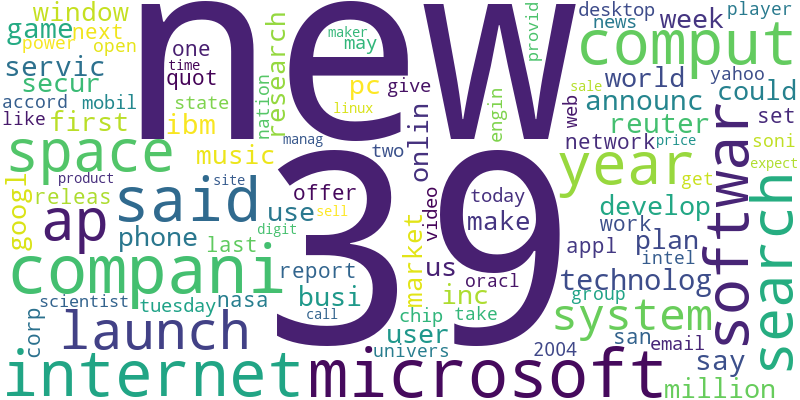 window
game
power
next
open
servic
secur
accord
mobil
like
first
space
googl
releas
product
ap
phone
last
compani
scientist
tuesday
nasa
corp
launch
internet
new
one
time
quot
state
ibm
music
nation
research
said
site
use
digit
busi
report
call
microsoft
maker
may
pc
linux
manag
two
give
onlin
offer
sell
39
video
today
make
market
us
oracl
inc
chip
take
user
univers
provid
engin
comput
desktop
news
week
player
world
yahoo
announc
could
sale
web
reuter
set
network
price
soni
year
get
expect
develop
softwar
search
appl
work
plan
intel
technolog
group
system
san
email
2004
say
million